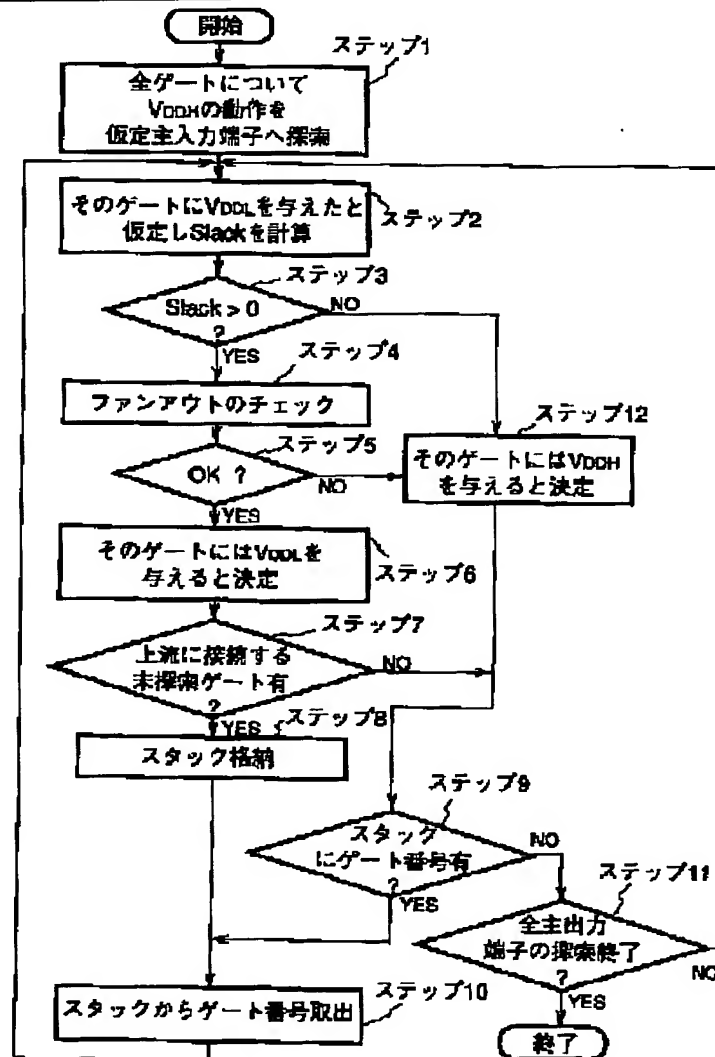 開始
ステップ1
全ゲートについて
VDDHの動作を
仮定主入力端子へ探索
そのゲートにVDDLを与えたと
仮定しSlackを計算
ステップ2
ステップ3
Slack > 0
?
NO
YES
ステップ4
ファンアウトのチェック
ステップ5
OK ?
NO
YES
ステップ12
そのゲートにはVDDH
を与えると決定
そのゲートにはVDDLを
与えると決定
ステップ6
ステップ7
上流に接続する
未探索ゲート有
?
NO
YES
ステップ8
スタック格納
ステップ9
スタック
にゲート番号有
?
NO
YES
ステップ11
全主出力
端子の探索終了
?
NO
YES
スタックからゲート番号取出
ステップ10
終了